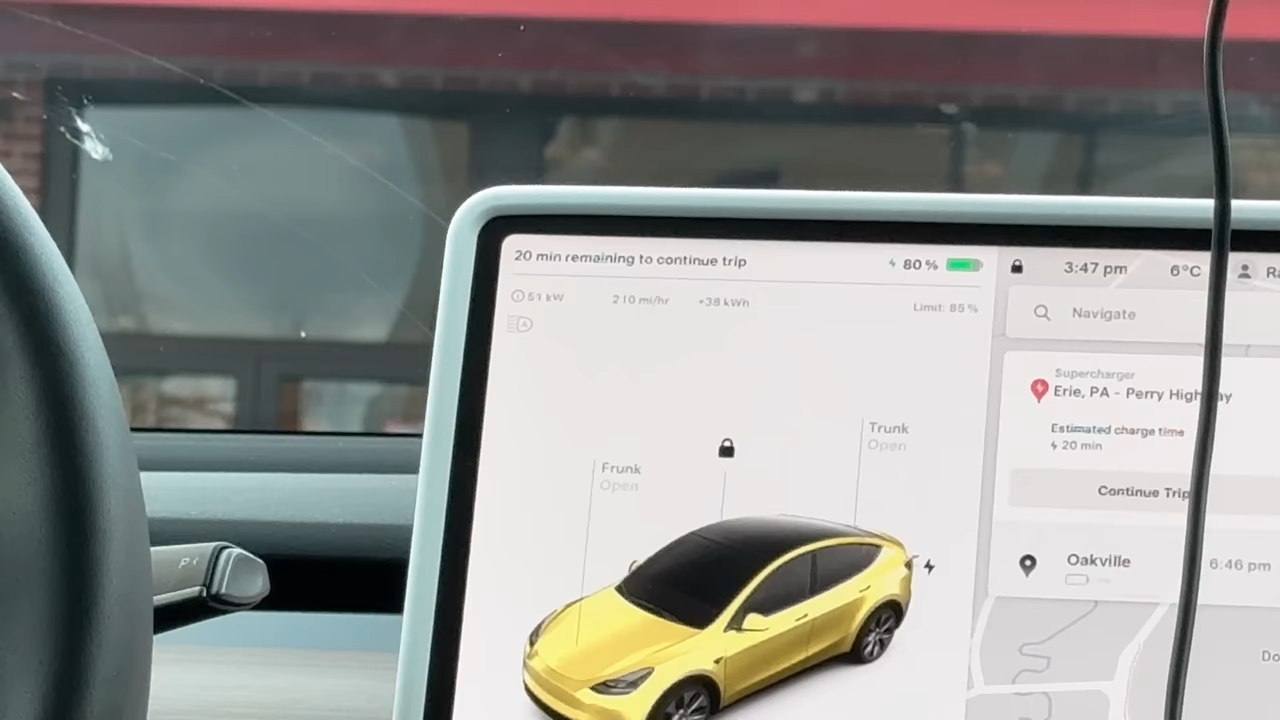 20 min remaining to continue trip
80 %
51 kW
210 mi/hr
+38 kWh
Limit: 85 %
A
Frunk
Open
Trunk
Open
3:47 pm
6°C
Navigate
Supercharger
Erie, PA - Perry Highway
Estimated charge time
20 min
Continue Trip
Oakville
6:46 pm
P